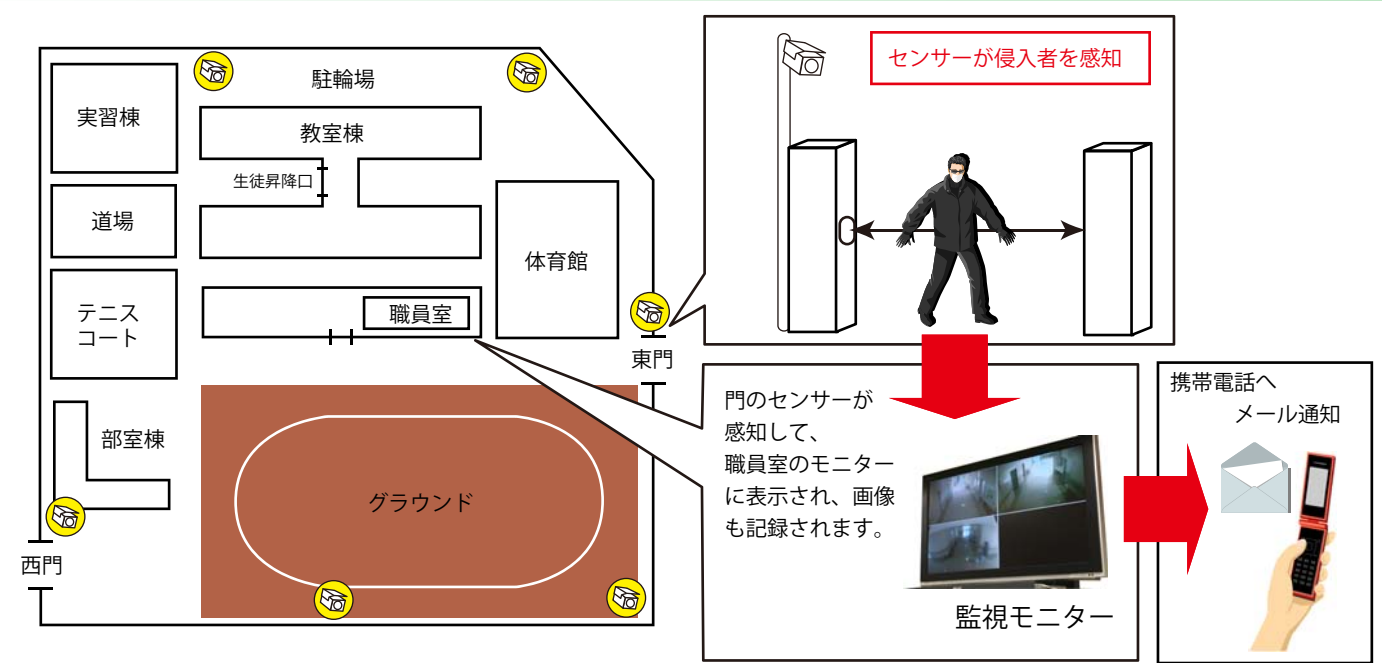 駐輪場
実習棟
教室棟
生徒昇降口
道場
体育館
テニス
コート
職員室
東門
部室棟
グラウンド
西門
センサーが侵入者を感知
門のセンサーが
感知して、
職員室のモニター
に表示され、画像
も記録されます。
監視モニター
携帯電話へ
メール通知